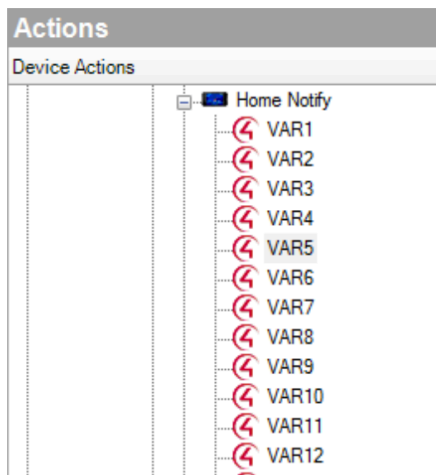 Actions
Device Actions
Home Notify
VAR1
VAR2
VAR3
VAR4
VAR5
VAR6
VAR7
VAR8
VAR9
VAR10
VAR11
VAR12